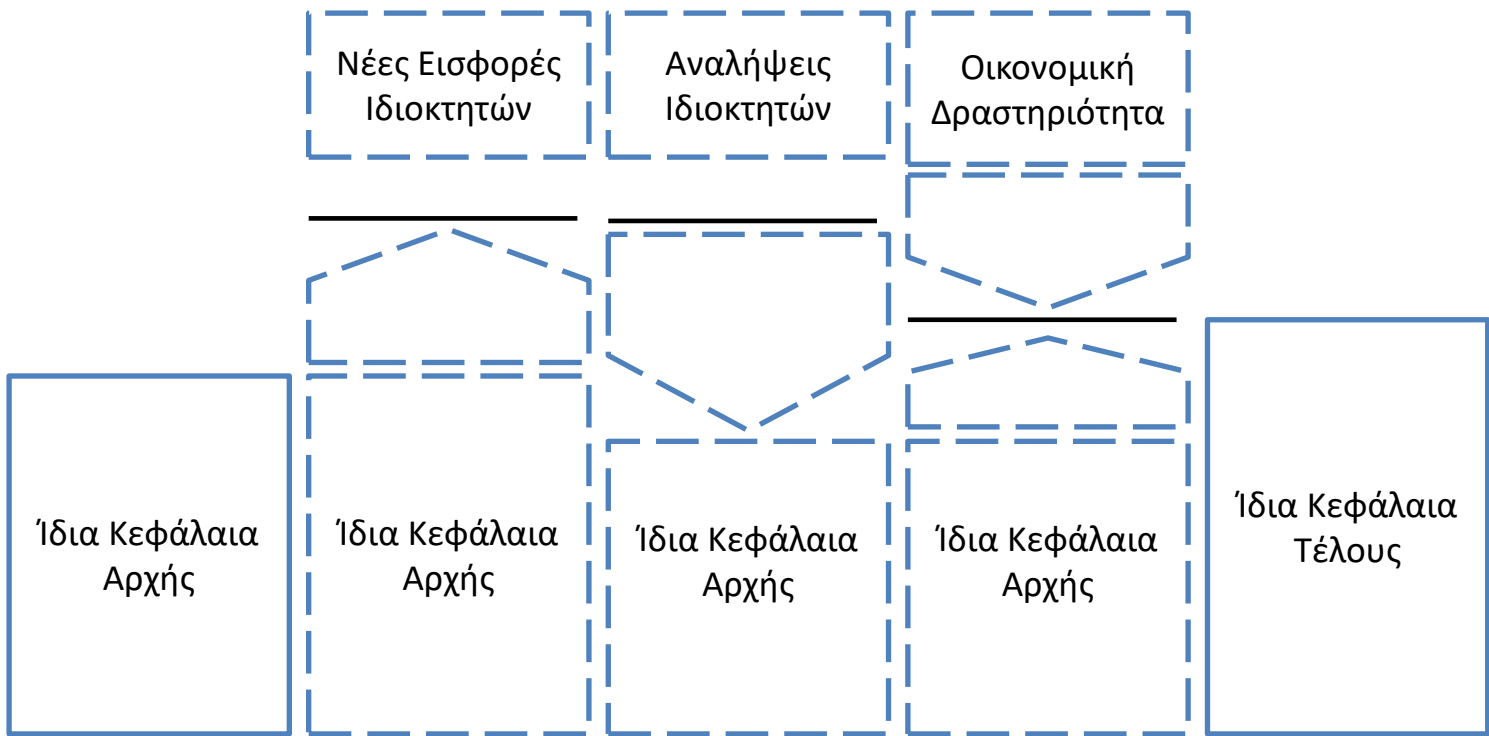 Νέες Εισφορές
Ιδιοκτητών
Αναλήψεις
Ιδιοκτητών
Οικονομική
Δραστηριότητα
Ίδια Κεφάλαια
Αρχής
Ίδια Κεφάλαια
Αρχής
Ίδια Κεφάλαια
Αρχής
Ίδια Κεφάλαια
Αρχής
Ίδια Κεφάλαια
Τέλους